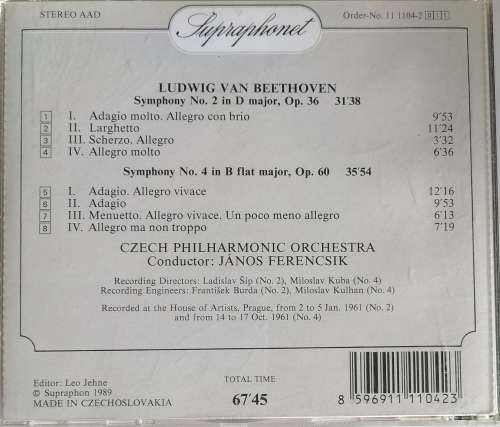 STEREO AAD
Supraphonet
Order-No. 11 1104-2 011
LUDWIG VAN BEETHOVEN
Symphony No. 2 in D major, Op. 36 31'38
1 I. Adagio molto. Allegro con brio 9'53
2 II. Larghetto 11'24
3 III. Scherzo. Allegro 3'32
4 IV. Allegro molto 6'36
Symphony No. 4 in B flat major, Op. 60 35'54
5 I. Adagio. Allegro vivace 12'16
6 II. Adagio 9'53
7 III. Menuetto. Allegro vivace. Un poco meno allegro 6'13
8 IV. Allegro ma non troppo 7'19
CZECH PHILHARMONIC ORCHESTRA
Conductor: JÁNOS FERENCSIK
Recording Directors: Ladislav Šíp (No. 2), Miloslav Kuba (No. 4)
Recording Engineers: František Burda (No. 2), Miloslav Kulhan (No. 4)
Recorded at the House of Artists, Prague, from 2 to 5 Jan. 1961 (No. 2)
and from 14 to 17 Oct. 1961 (No. 4)
Editor: Leo Jehne
© Supraphon 1989
MADE IN CZECHOSLOVAKIA
TOTAL TIME
67'45
8 596911 110423